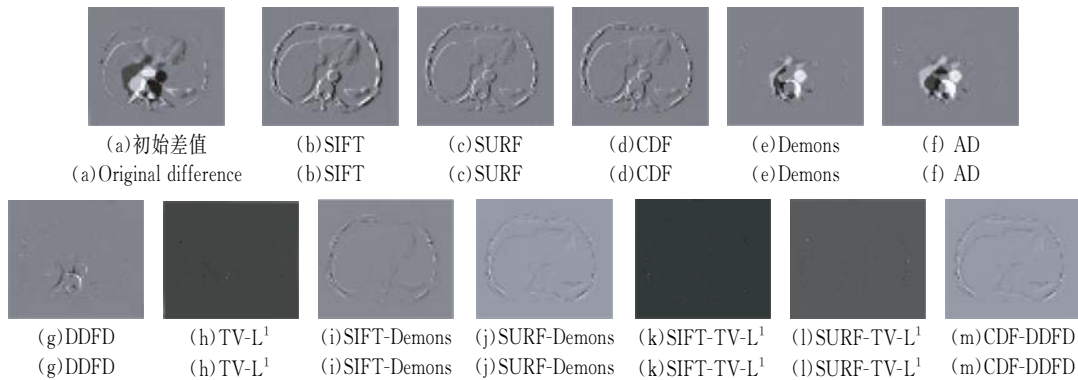 (a)初始差值 (b)SIFT (c)SURF (d)CDF (e)Demons (f) AD
(a)Original difference (b)SIFT (c)SURF (d)CDF (e)Demons (f) AD
(g)DDFD (h)TV-L¹ (i)SIFT-Demons (j)SURF-Demons (k)SIFT-TV-L¹ (l)SURF-TV-L¹ (m)CDF-DDFD
(g)DDFD (h)TV-L¹ (i)SIFT-Demons (j)SURF-Demons (k)SIFT-TV-L¹ (l)SURF-TV-L¹ (m)CDF-DDFD